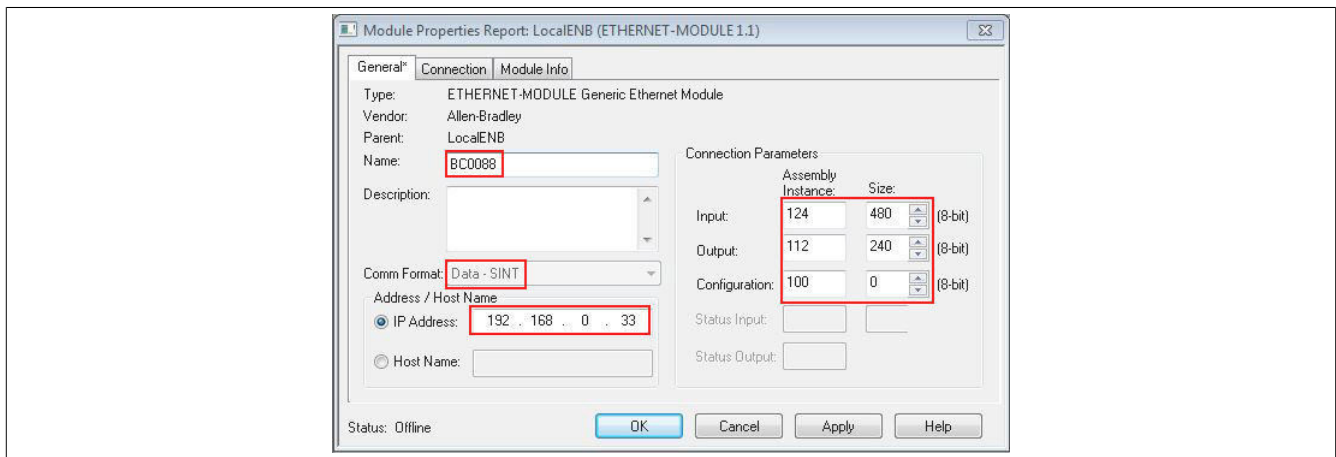 Module Properties Report: LocalENB (ETHERNET-MODULE 1.1)
General* Connection Module Info
Type: ETHERNET-MODULE Generic Ethernet Module
Vendor: Allen-Bradley
Parent: LocalENB
Name: BC0088
Description:
Comm Format: Data - SINT
Address / Host Name
IP Address: 192 . 168 . 0 . 33
Host Name:
Connection Parameters
Assembly Instance: Size:
Input: 124 480 (8-bit)
Output: 112 240 (8-bit)
Configuration: 100 0 (8-bit)
Status Input:
Status Output:
Status: Offline
OK Cancel Apply Help